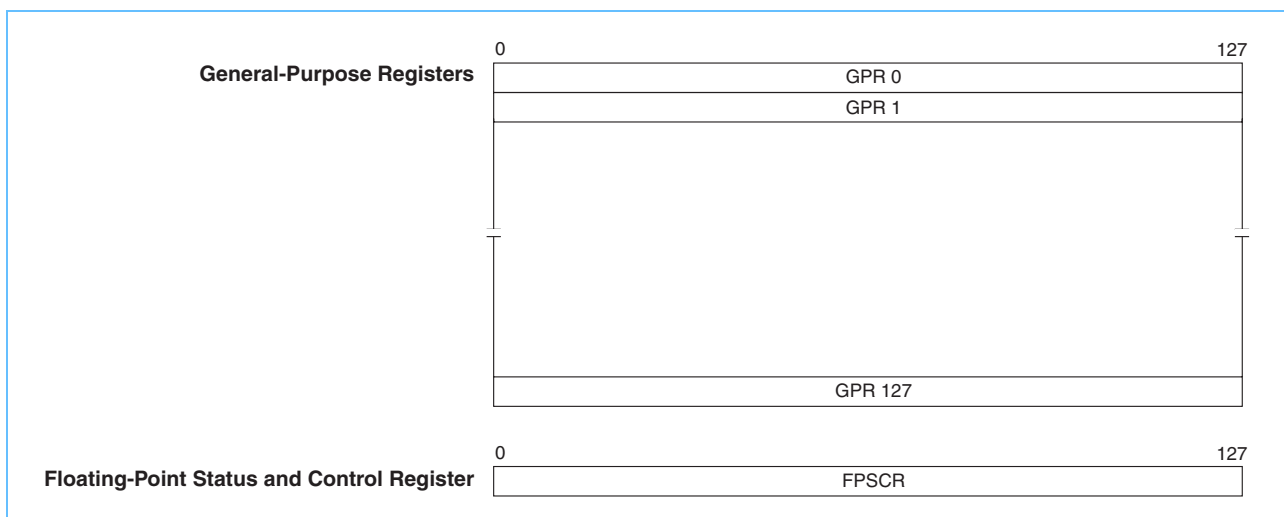 0 127
General-Purpose Registers GPR 0
GPR 1
GPR 127
0 127
Floating-Point Status and Control Register FPSCR